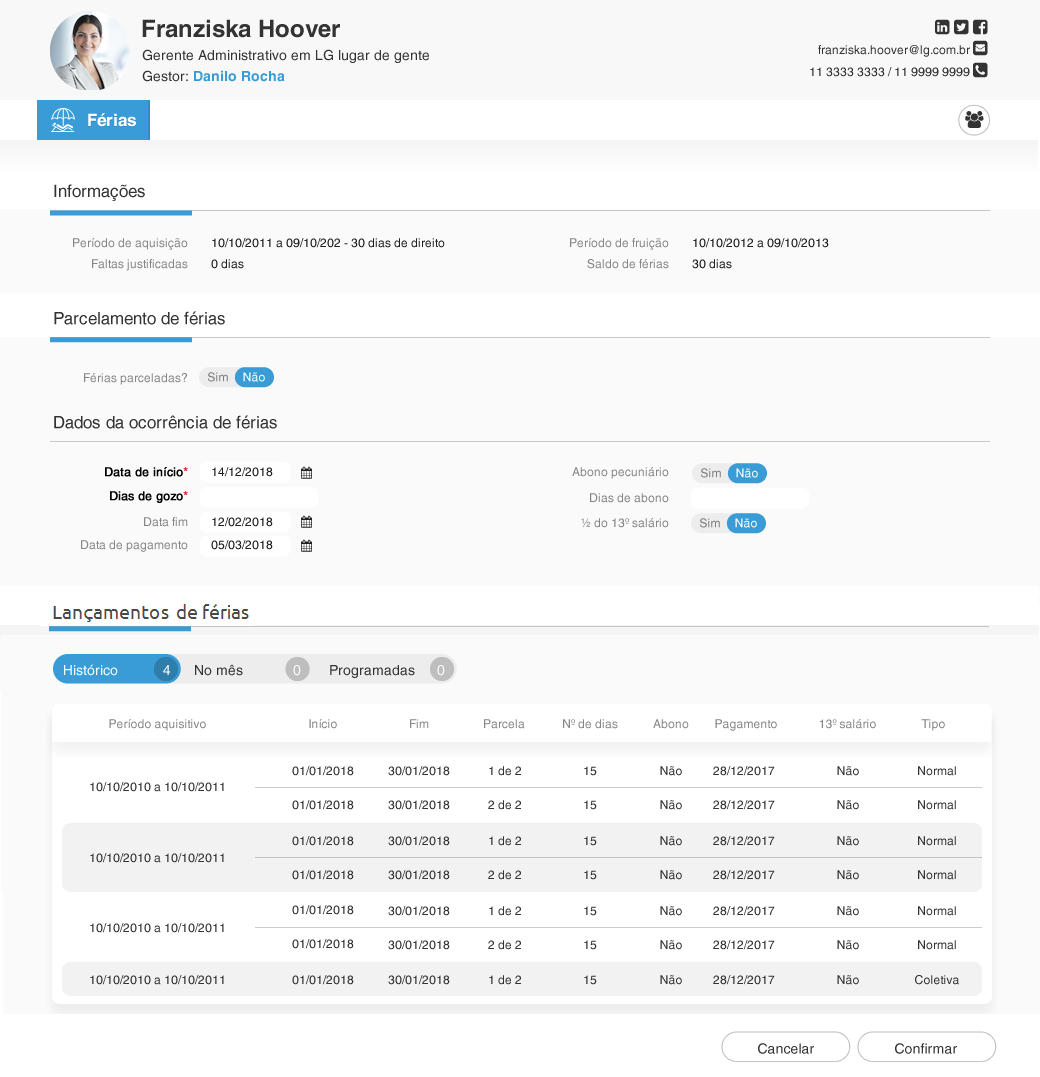 Franziska Hoover
Gerente Administrativo em LG lugar de gente
Gestor: Danilo Rocha
franziska.hoover@lg.com.br
11 3333 3333 / 11 9999 9999
Férias
Informações
Período de aquisição 10/10/2011 a 09/10/202 - 30 dias de direito Período de fruição 10/10/2012 a 09/10/2013
Faltas justificadas 0 dias Saldo de férias 30 dias
Parcelamento de férias
Férias parceladas? Sim Não
Dados da ocorrência de férias
Data de início* 14/12/2018 Abono pecuniário Sim Não
Dias de gozo* Dias de abono
Data fim 12/02/2018 ½ do 13º salário Sim Não
Data de pagamento 05/03/2018
Lançamentos de férias
Histórico 4 No mês 0 Programadas 0
Período aquisitivo Início Fim Parcela Nº de dias Abono Pagamento 13º salário Tipo
10/10/2010 a 10/10/2011 01/01/2018 30/01/2018 1 de 2 15 Não 28/12/2017 Não Normal
01/01/2018 30/01/2018 2 de 2 15 Não 28/12/2017 Não Normal
10/10/2010 a 10/10/2011 01/01/2018 30/01/2018 1 de 2 15 Não 28/12/2017 Não Normal
01/01/2018 30/01/2018 2 de 2 15 Não 28/12/2017 Não Normal
10/10/2010 a 10/10/2011 01/01/2018 30/01/2018 1 de 2 15 Não 28/12/2017 Não Normal
01/01/2018 30/01/2018 2 de 2 15 Não 28/12/2017 Não Normal
10/10/2010 a 10/10/2011 01/01/2018 30/01/2018 1 de 2 15 Não 28/12/2017 Não Coletiva
Cancelar Confirmar